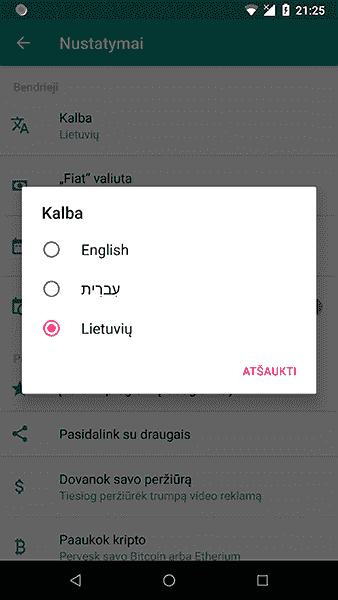 21:25
Nustatymai
Bendrieji
Kalba
Lietuvių
„Fiat“ valiuta
Kalba
English
עִברִית
Lietuvių
ATŠAUKTI
Pasidalink su draugais
Dovanok savo peržiūrą
Tiesiog peržiūrėk trumpą video reklamą
Paaukok kripto
Pervesk savo Bitcoin arba Etherium